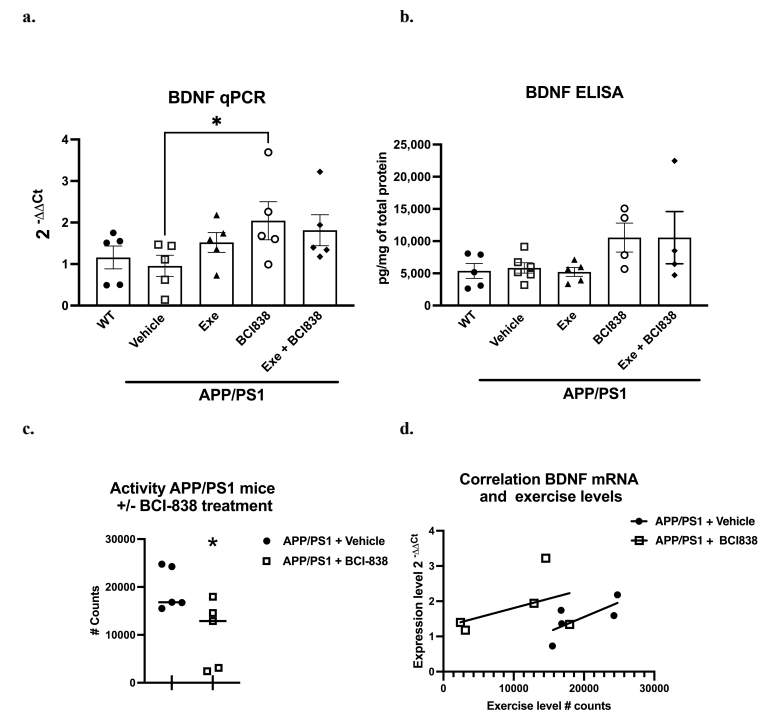 a.
BDNF qPCR
*
2 -ΔΔCt
4
3
2
1
0
WT
Vehicle
Exe
BCI838
Exe + BCI838
APP/PS1
b.
BDNF ELISA
pg/mg of total protein
25,000
20,000
15,000
10,000
5,000
0
WT
Vehicle
Exe
BCI838
Exe + BCI838
APP/PS1
c.
Activity APP/PS1 mice
+/- BCI-838 treatment
# Counts
30000
20000
10000
0
*
APP/PS1 + Vehicle
APP/PS1 + BCI-838
d.
Correlation BDNF mRNA
and exercise levels
APP/PS1 + Vehicle
APP/PS1 + BCI838
Expression level 2 -ΔΔCt
4
3
2
1
0
0
10000
20000
30000
Exercise level # counts